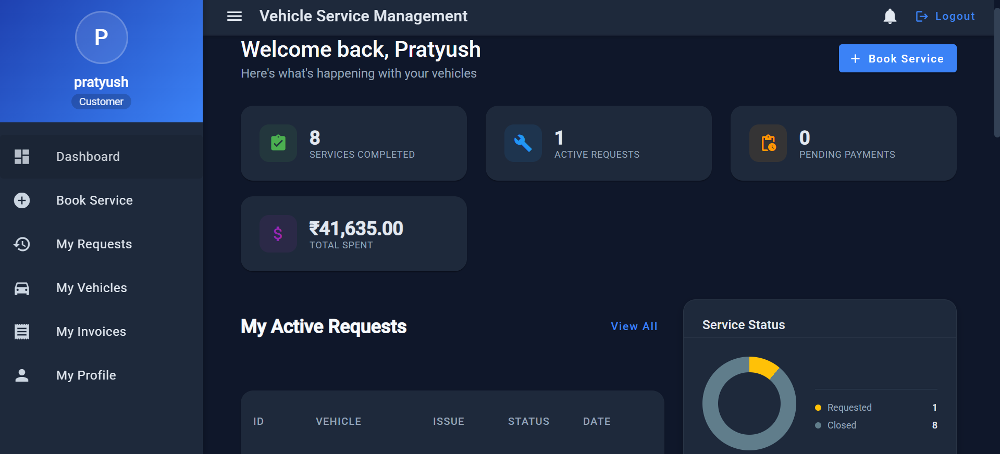 P
pratyush
Customer
Dashboard
Book Service
My Requests
My Vehicles
My Invoices
My Profile
Vehicle Service Management
Logout
Welcome back, Pratyush
Here's what's happening with your vehicles
Book Service
8
SERVICES COMPLETED
1
ACTIVE REQUESTS
0
PENDING PAYMENTS
₹41,635.00
TOTAL SPENT
My Active Requests
View All
ID VEHICLE ISSUE STATUS DATE
Service Status
Requested 1
Closed 8